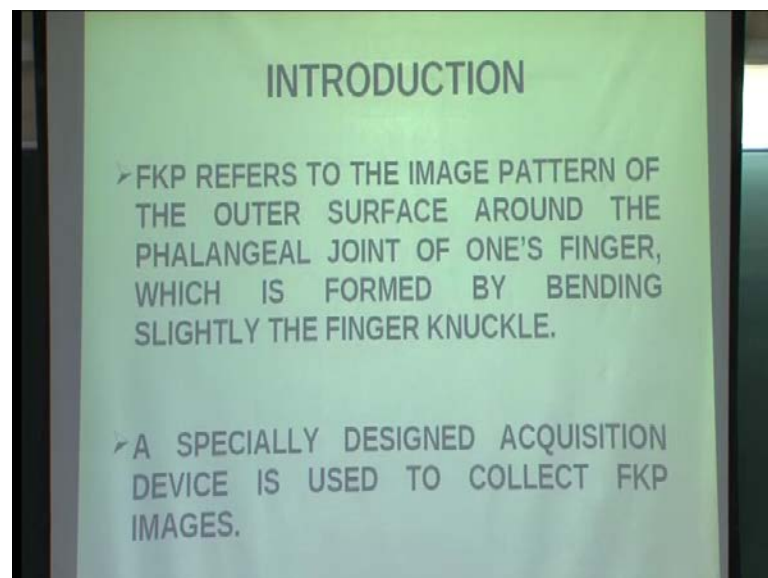 INTRODUCTION
➢FKP REFERS TO THE IMAGE PATTERN OF
THE OUTER SURFACE AROUND THE
PHALANGEAL JOINT OF ONE'S FINGER,
WHICH IS FORMED BY BENDING
SLIGHTLY THE FINGER KNUCKLE.
➢A SPECIALLY DESIGNED ACQUISITION
DEVICE IS USED TO COLLECT FKP
IMAGES.